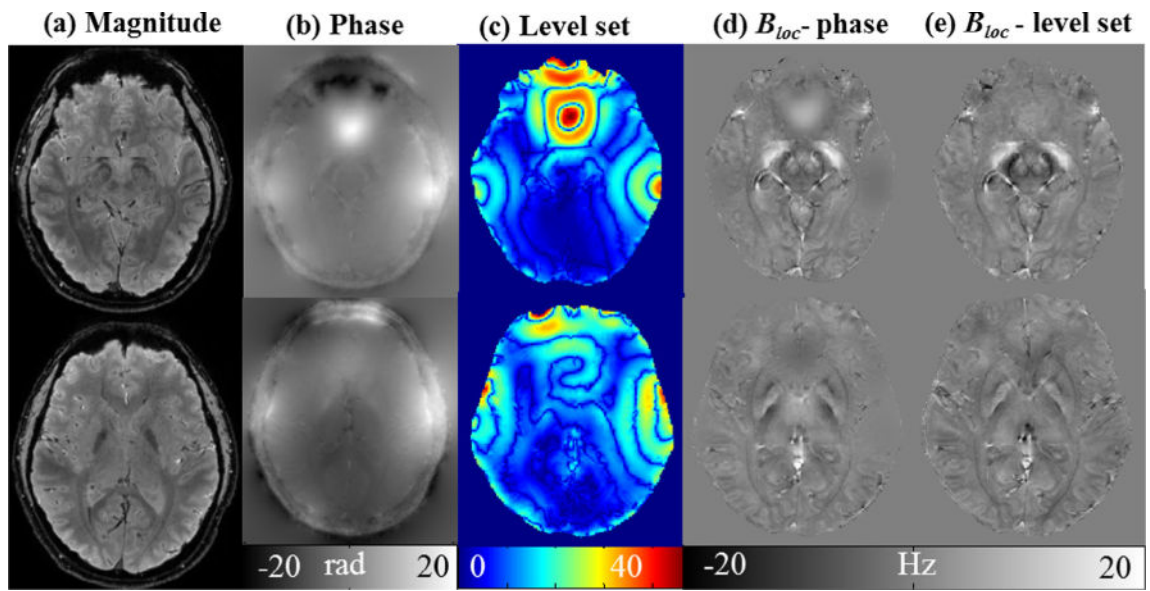 (a) Magnitude (b) Phase (c) Level set (d) Bloc- phase (e) Bloc - level set
-20 rad 20 0 40 -20 Hz 20